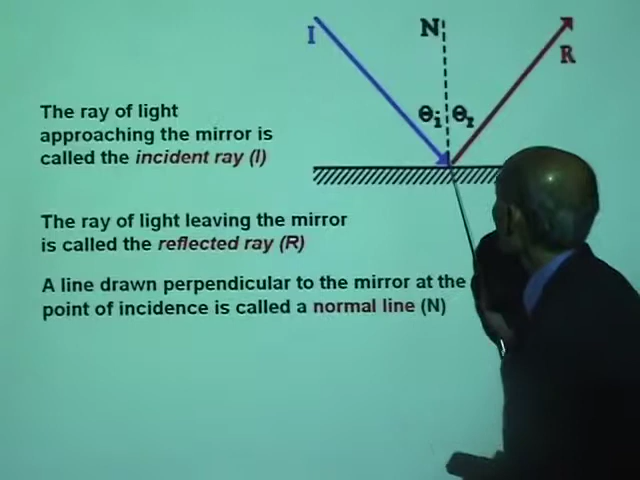 I
N
R
θi
θr
The ray of light
approaching the mirror is
called the incident ray (I)
The ray of light leaving the mirror
is called the reflected ray (R)
A line drawn perpendicular to the mirror at the
point of incidence is called a normal line (N)